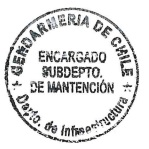 GENDARMERIA DE CHILE
ENCARGADO
SUBDEPTO.
DE MANTENCIÓN
Depto. de Infraestructura